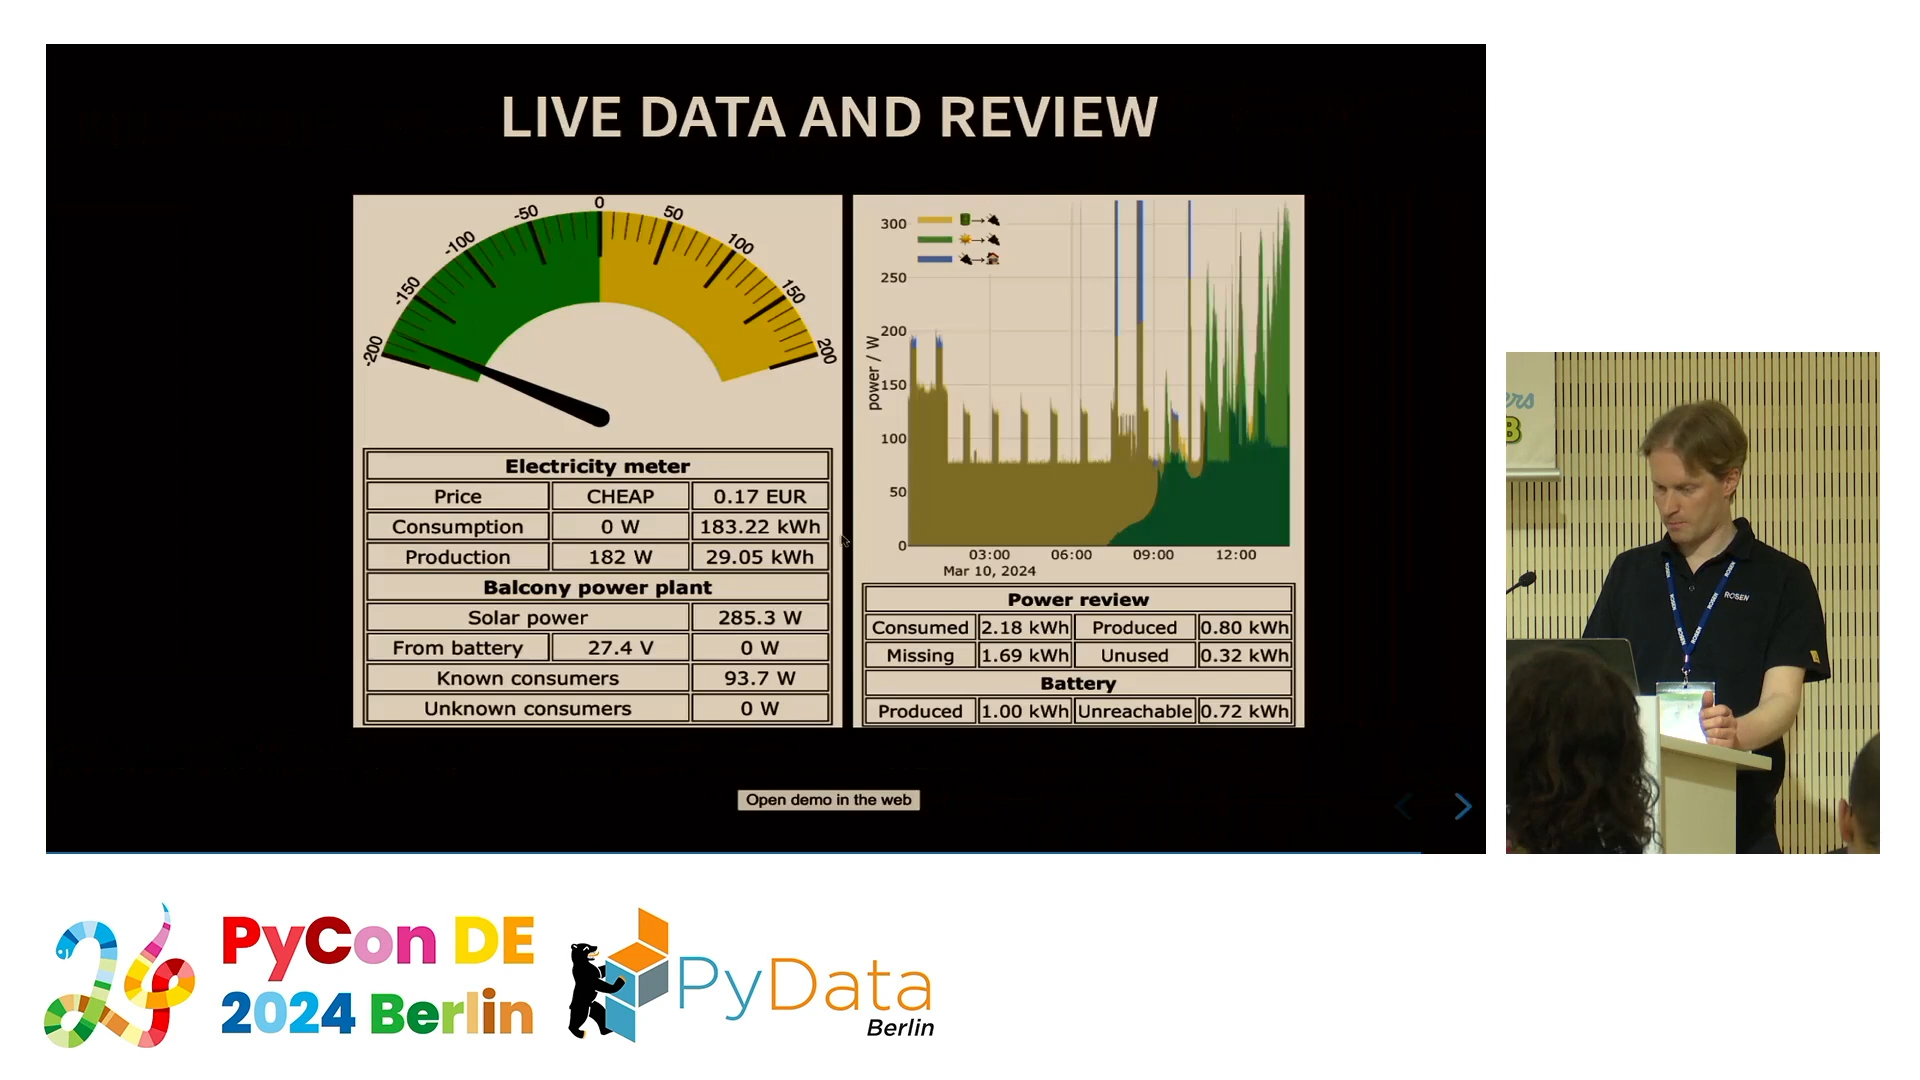 LIVE DATA AND REVIEW
-200
-150
-100
-50
0
50
100
150
200
Electricity meter
Price CHEAP 0.17 EUR
Consumption 0 W 183.22 kWh
Production 182 W 29.05 kWh
Balcony power plant
Solar power 285.3 W
From battery 27.4 V 0 W
Known consumers 93.7 W
Unknown consumers 0 W
power / W
300
250
200
150
100
50
0
03:00 06:00 09:00 12:00
Mar 10, 2024
Power review
Consumed 2.18 kWh Produced 0.80 kWh
Missing 1.69 kWh Unused 0.32 kWh
Battery
Produced 1.00 kWh Unreachable 0.72 kWh
Open demo in the web
ROSEN
ROSEN
ROSEN
PyCon DE
2024 Berlin
PyData
Berlin